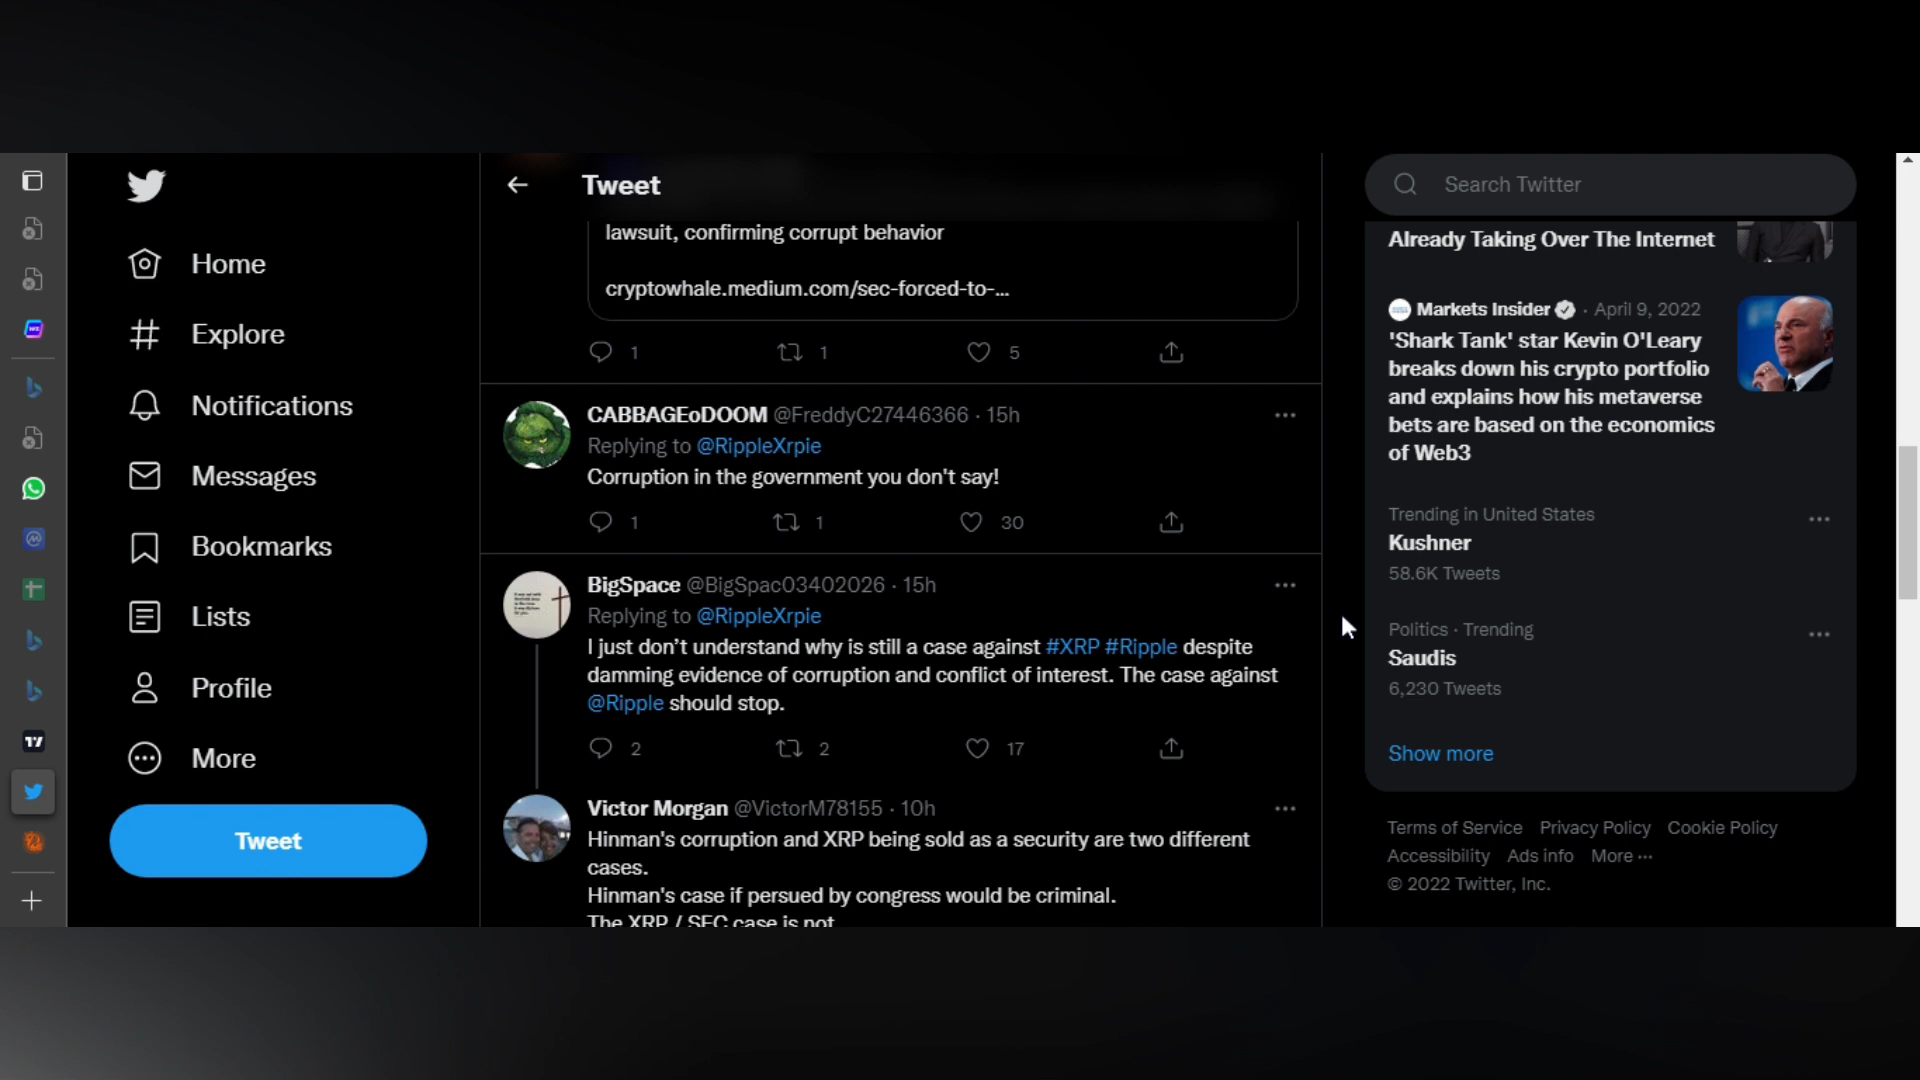 Home
Explore
Notifications
Messages
Bookmarks
Lists
Profile
More
Tweet
Tweet
lawsuit, confirming corrupt behavior
cryptowhale.medium.com/sec-forced-to-...
1 1 5
CABBAGEoDOOM @FreddyC27446366 · 15h
Replying to @RippleXrpie
Corruption in the government you don't say!
1 1 30
BigSpace @BigSpac03402026 · 15h
Replying to @RippleXrpie
I just don’t understand why is still a case against #XRP #Ripple despite
damming evidence of corruption and conflict of interest. The case against
@Ripple should stop.
2 2 17
Victor Morgan @VictorM78155 · 10h
Hinman's corruption and XRP being sold as a security are two different
cases.
Hinman's case if persued by congress would be criminal.
The XRP / SEC case is not
Search Twitter
Already Taking Over The Internet
Markets Insider · April 9, 2022
'Shark Tank' star Kevin O'Leary
breaks down his crypto portfolio
and explains how his metaverse
bets are based on the economics
of Web3
Trending in United States
Kushner
58.6K Tweets
Politics · Trending
Saudis
6,230 Tweets
Show more
Terms of Service Privacy Policy Cookie Policy
Accessibility Ads info More ···
© 2022 Twitter, Inc.